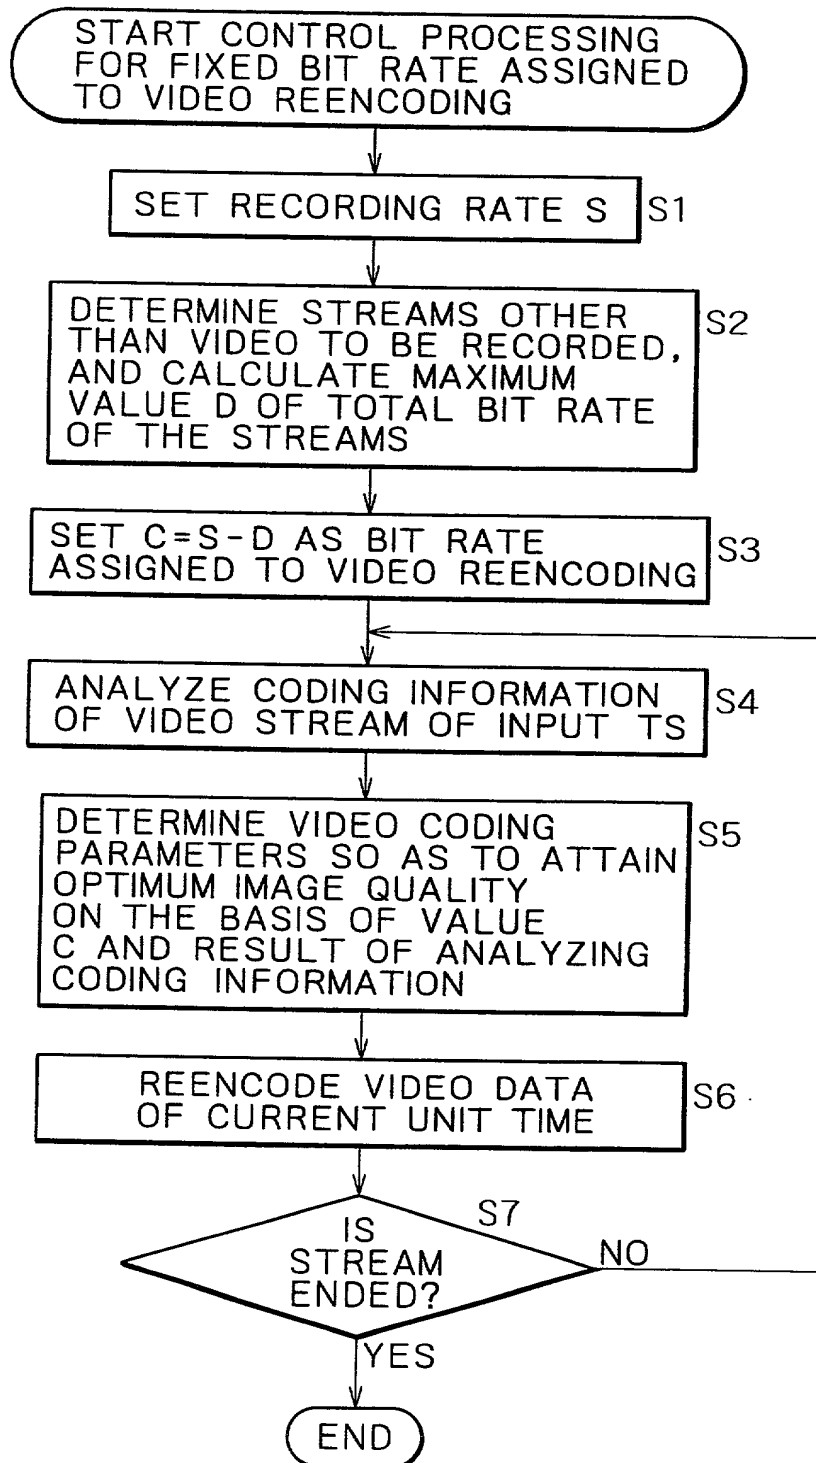 START CONTROL PROCESSING
FOR FIXED BIT RATE ASSIGNED
TO VIDEO REENCODING
SET RECORDING RATE S
S1
DETERMINE STREAMS OTHER
THAN VIDEO TO BE RECORDED,
AND CALCULATE MAXIMUM
VALUE D OF TOTAL BIT RATE
OF THE STREAMS
S2
SET C=S-D AS BIT RATE
ASSIGNED TO VIDEO REENCODING
S3
ANALYZE CODING INFORMATION
OF VIDEO STREAM OF INPUT TS
S4
DETERMINE VIDEO CODING
PARAMETERS SO AS TO ATTAIN
OPTIMUM IMAGE QUALITY
ON THE BASIS OF VALUE
C AND RESULT OF ANALYZING
CODING INFORMATION
S5
REENCODE VIDEO DATA
OF CURRENT UNIT TIME
S6
S7
IS
STREAM
ENDED?
NO
YES
END